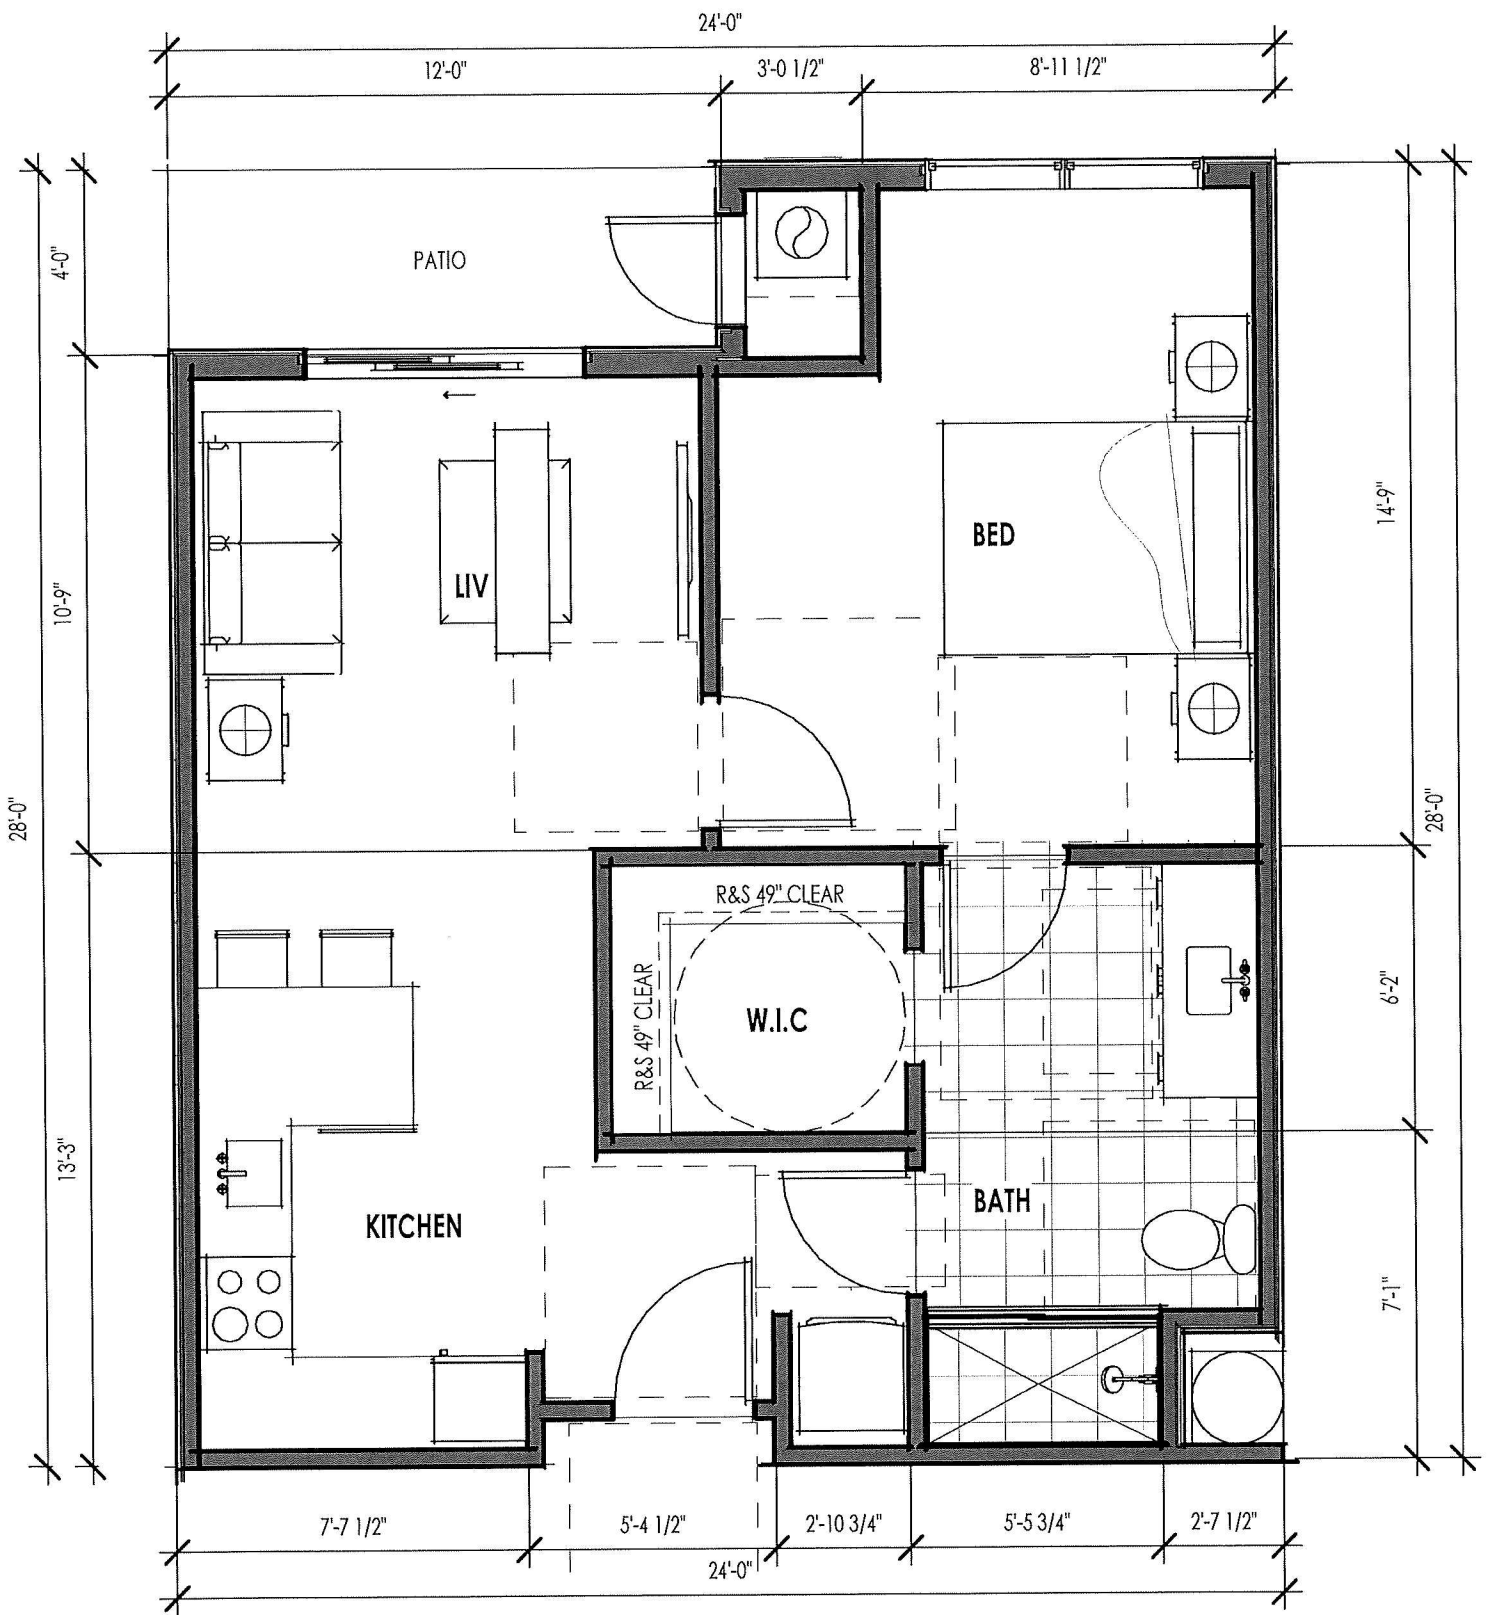 24'-0"
12'-0"
3'-0 1/2"
8'-11 1/2"
PATIO
4'-0"
14'-9"
BED
LIV
10'-9"
28'-0"
28'-0"
R&S 49" CLEAR
R&S 49" CLEAR
W.I.C
6'-2"
13'-3"
KITCHEN
BATH
7'-1"
7'-7 1/2"
5'-4 1/2"
2'-10 3/4"
5'-5 3/4"
2'-7 1/2"
24'-0"